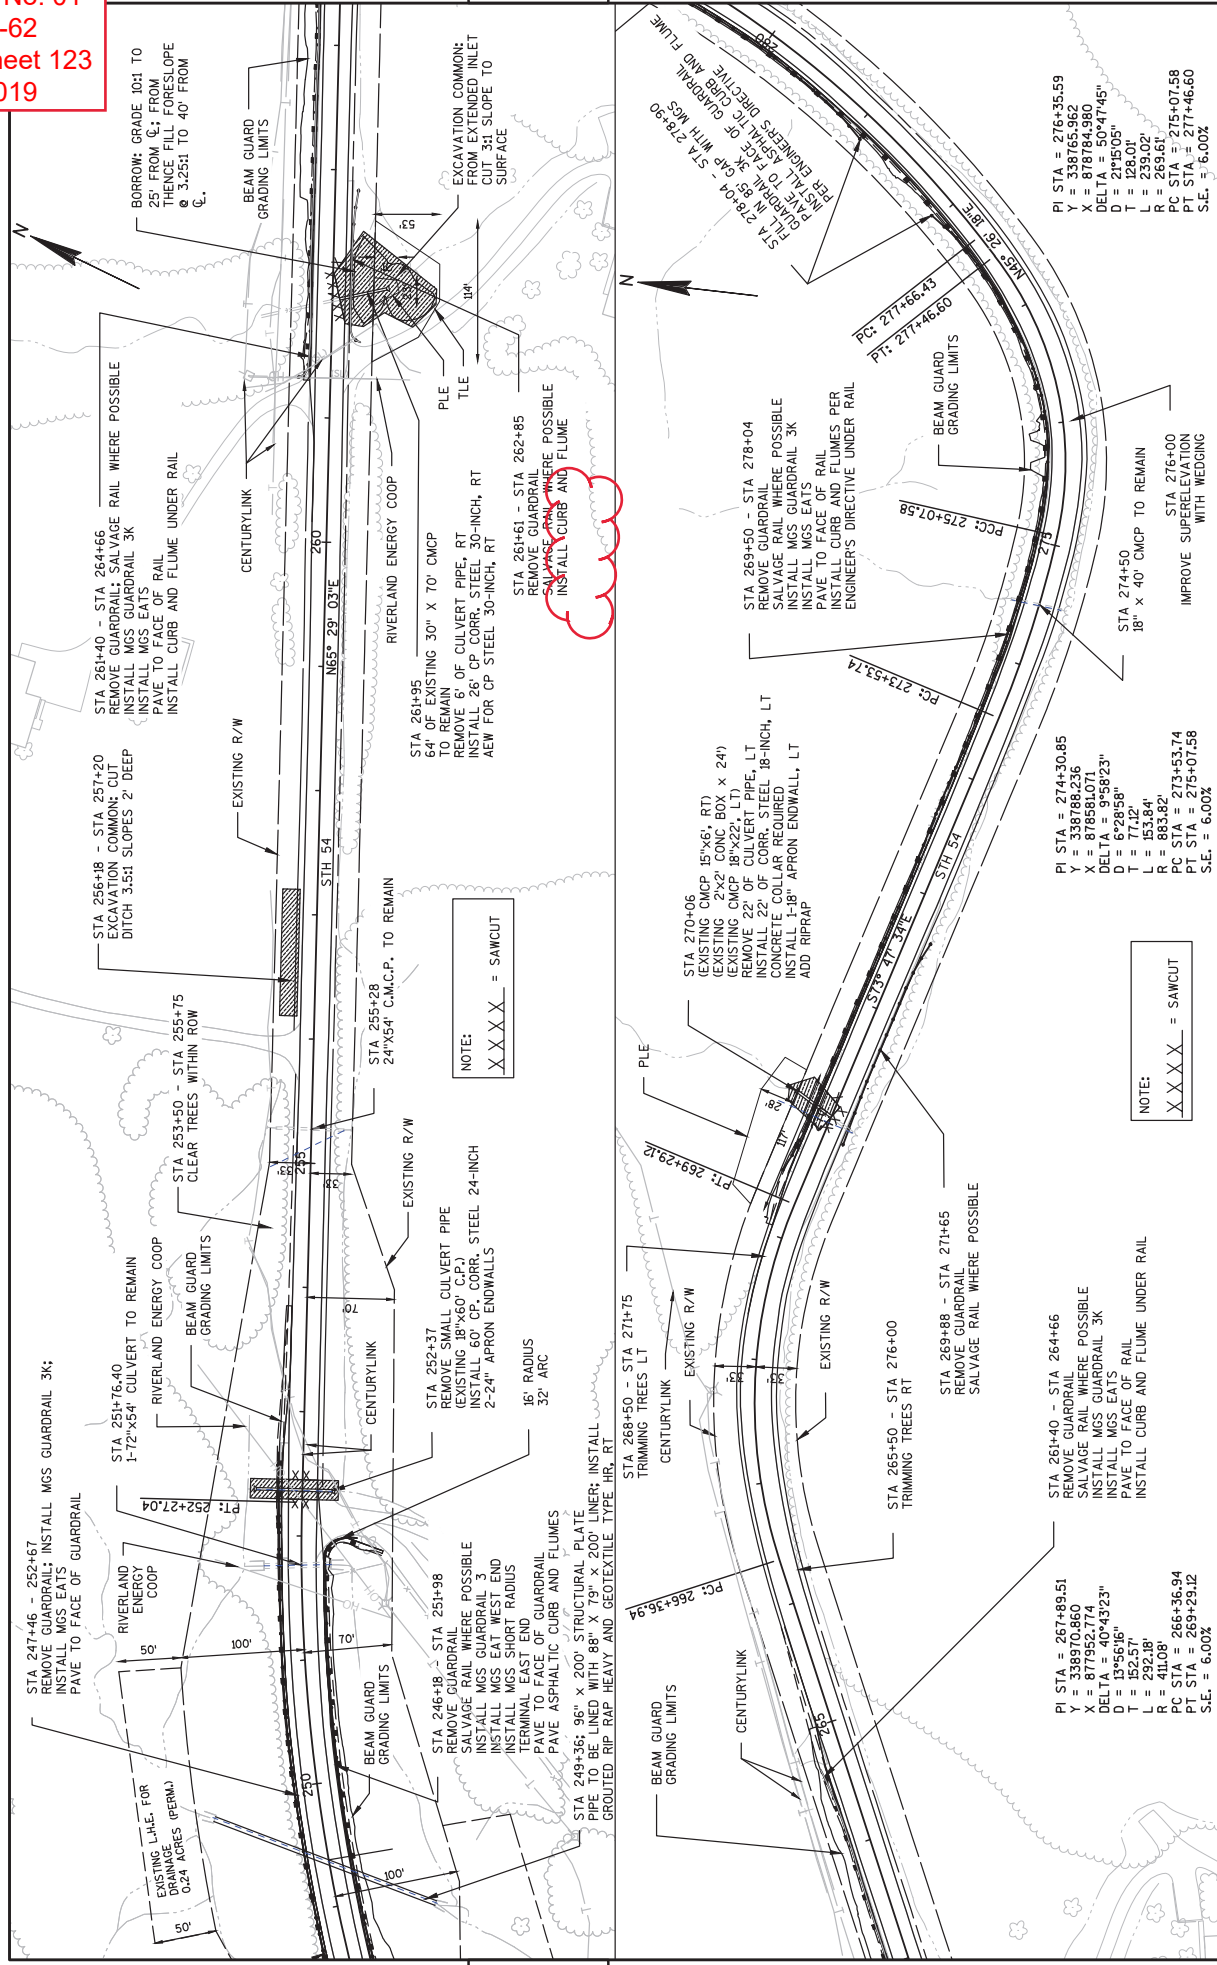 -62
eet 123
019
BORROW: GRADE 10:1 TO
25' FROM ℄; FROM
THENCE FILL FORESLOPE
@ 3.25:1 TO 40' FROM
℄.
BEAM GUARD
GRADING LIMITS
EXCAVATION COMMON:
FROM EXTENDED INLET
CUT 3:1 SLOPE TO
SURFACE
N
53'
114'
PLE
TLE
STA 261+40 - STA 264+66
REMOVE GUARDRAIL; SALVAGE RAIL WHERE POSSIBLE
INSTALL MGS GUARDRAIL 3K
INSTALL MGS EATS
PAVE TO FACE OF RAIL
INSTALL CURB AND FLUME UNDER RAIL
CENTURYLINK
260
N65° 29' 03"E
RIVERLAND ENERGY COOP
STA 261+95
64' OF EXISTING 30" X 70' CMCP
TO REMAIN
REMOVE 6' OF CULVERT PIPE, RT
INSTALL 26' CP CORR. STEEL 30-INCH, RT
AEW FOR CP STEEL 30-INCH, RT
STA 261+61 - STA 262+85
REMOVE GUARDRAIL
SALVAGE RAIL WHERE POSSIBLE
INSTALL CURB AND FLUME
STA 256+18 - STA 257+20
EXCAVATION COMMON: CUT
DITCH 3.5:1 SLOPES 2' DEEP
EXISTING R/W
STH 54
STA 253+50 - STA 255+75
CLEAR TREES WITHIN ROW
STA 255+28
24"X54' C.M.C.P. TO REMAIN
33'
255
33'
EXISTING R/W
NOTE:
X X X X = SAWCUT
STA 251+76.40
1-72"x54' CULVERT TO REMAIN
RIVERLAND ENERGY COOP
BEAM GUARD
GRADING LIMITS
70'
CENTURYLINK
STA 252+37
REMOVE SMALL CULVERT PIPE
(EXISTING 18"x60' C.P.)
INSTALL 60' CP. CORR. STEEL 24-INCH
2-24" APRON ENDWALLS
16' RADIUS
32' ARC
STA 247+46 - 252+67
REMOVE GUARDRAIL; INSTALL MGS GUARDRAIL 3K;
INSTALL MGS EATS
PAVE TO FACE OF GUARDRAIL
PT: 252+27.04
RIVERLAND
ENERGY
COOP
50'
100'
70'
EXISTING L.H.E. FOR
DRAINAGE
0.24 ACRES (PERM.)
50'
250
100'
BEAM GUARD
GRADING LIMITS
STA 246+18 - STA 251+98
REMOVE GUARDRAIL
SALVAGE RAIL WHERE POSSIBLE
INSTALL MGS GUARDRAIL 3
INSTALL MGS EAT WEST END
INSTALL MGS SHORT RADIUS
TERMINAL EAST END
PAVE TO FACE OF GUARDRAIL
PAVE ASPHALTIC CURB AND FLUMES
STA 249+36; 96" x 200' STRUCTURAL PLATE
PIPE TO BE LINED WITH 88" X 79" x 200' LINER; INSTALL
GROUTED RIP RAP HEAVY AND GEOTEXTILE TYPE HR, RT
N
280
STA 278+04 - STA 278+90
FILL IN 85' GAP WITH MGS
GUARDRAIL 3K
PAVE TO FACE OF GUARDRAIL
INSTALL ASPHALTIC CURB AND FLUME
PER ENGINEER'S DIRECTIVE
N45° 26' 18"E
PC: 277+66.43
PT: 277+46.60
BEAM GUARD
GRADING LIMITS
PI STA = 276+35.59
Y = 338765.962
X = 878784.980
DELTA = 50°47'45"
D = 21°15'05"
T = 128.01'
L = 239.02'
R = 269.61'
PC STA = 275+07.58
PT STA = 277+46.60
S.E. = 6.00%
STA 269+50 - STA 278+04
REMOVE GUARDRAIL
SALVAGE RAIL WHERE POSSIBLE
INSTALL MGS GUARDRAIL 3K
INSTALL MGS EATS
PAVE TO FACE OF RAIL
INSTALL CURB AND FLUMES PER
ENGINEER'S DIRECTIVE UNDER RAIL
PCC: 275+07.58
275
STA 274+50
18" x 40' CMCP TO REMAIN
STA 276+00
IMPROVE SUPERELEVATION
WITH WEDGING
PC: 273+53.74
STA 270+06
(EXISTING CMCP 15"x6', RT)
(EXISTING 2'x2' CONC BOX x 24')
(EXISTING CMCP 18"x22', LT)
REMOVE 22' OF CULVERT PIPE, LT
INSTALL 22' OF CORR. STEEL 18-INCH, LT
CONCRETE COLLAR REQUIRED
INSTALL 1-18" APRON ENDWALL, LT
ADD RIPRAP
STH 54
S73° 47' 34"E
PI STA = 274+30.85
Y = 338788.236
X = 878581.071
DELTA = 9°58'23"
D = 6°28'58"
T = 77.12'
L = 153.84'
R = 883.82'
PC STA = 273+53.74
PT STA = 275+07.58
S.E. = 6.00%
PLE
28'
117'
PT: 269+29.12
NOTE:
X X X X = SAWCUT
STA 268+50 - STA 271+75
TRIMMING TREES LT
CENTURYLINK
EXISTING R/W
33'
33'
EXISTING R/W
STA 269+88 - STA 271+65
REMOVE GUARDRAIL
SALVAGE RAIL WHERE POSSIBLE
STA 265+50 - STA 276+00
TRIMMING TREES RT
STA 261+40 - STA 264+66
REMOVE GUARDRAIL
SALVAGE RAIL WHERE POSSIBLE
INSTALL MGS GUARDRAIL 3K
INSTALL MGS EATS
PAVE TO FACE OF RAIL
INSTALL CURB AND FLUME UNDER RAIL
PC: 266+36.94
BEAM GUARD
GRADING LIMITS
CENTURYLINK
265
PI STA = 267+89.51
Y = 338970.860
X = 877952.774
DELTA = 40°43'23"
D = 13°56'16"
T = 152.57'
L = 292.18'
R = 411.08'
PC STA = 266+36.94
PT STA = 269+29.12
S.E. = 6.00%